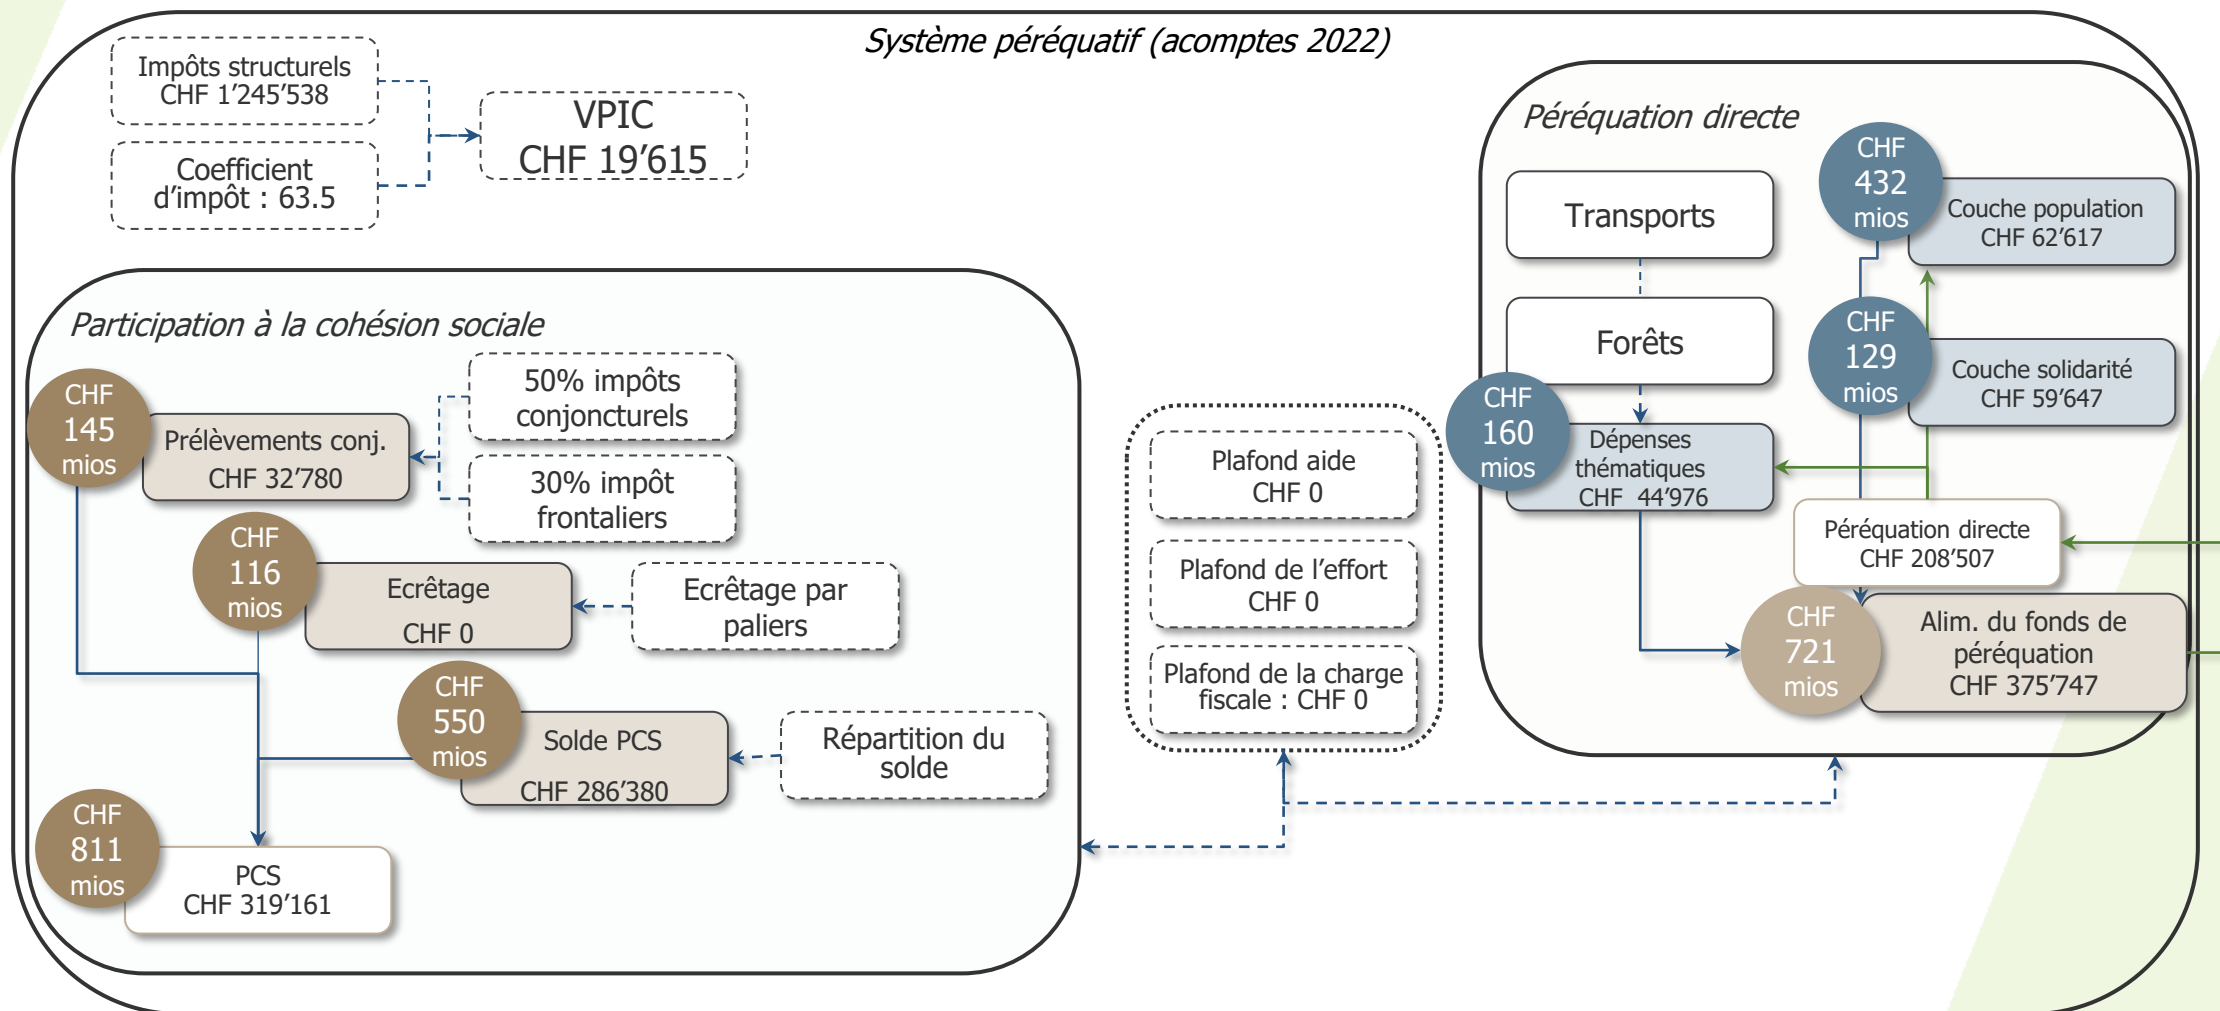 Système péréquatif (acomptes 2022)
Impôts structurels
CHF 1’245’538
Coefficient
d’impôt : 63.5
VPIC
CHF 19’615
Participation à la cohésion sociale
CHF
145
mios
Prélèvements conj.
CHF 32’780
50% impôts
conjoncturels
30% impôt
frontaliers
CHF
116
mios
Ecrêtage
CHF 0
Ecrêtage par
paliers
CHF
550
mios
Solde PCS
CHF 286’380
Répartition du
solde
CHF
811
mios
PCS
CHF 319’161
Plafond aide
CHF 0
Plafond de l’effort
CHF 0
Plafond de la charge
fiscale : CHF 0
Péréquation directe
Transports
Forêts
CHF
160
mios
Dépenses
thématiques
CHF  44’976
CHF
432
mios
Couche population
CHF 62’617
CHF
129
mios
Couche solidarité
CHF 59’647
Péréquation directe
CHF 208’507
CHF
721
mios
Alim. du fonds de
péréquation
CHF 375’747